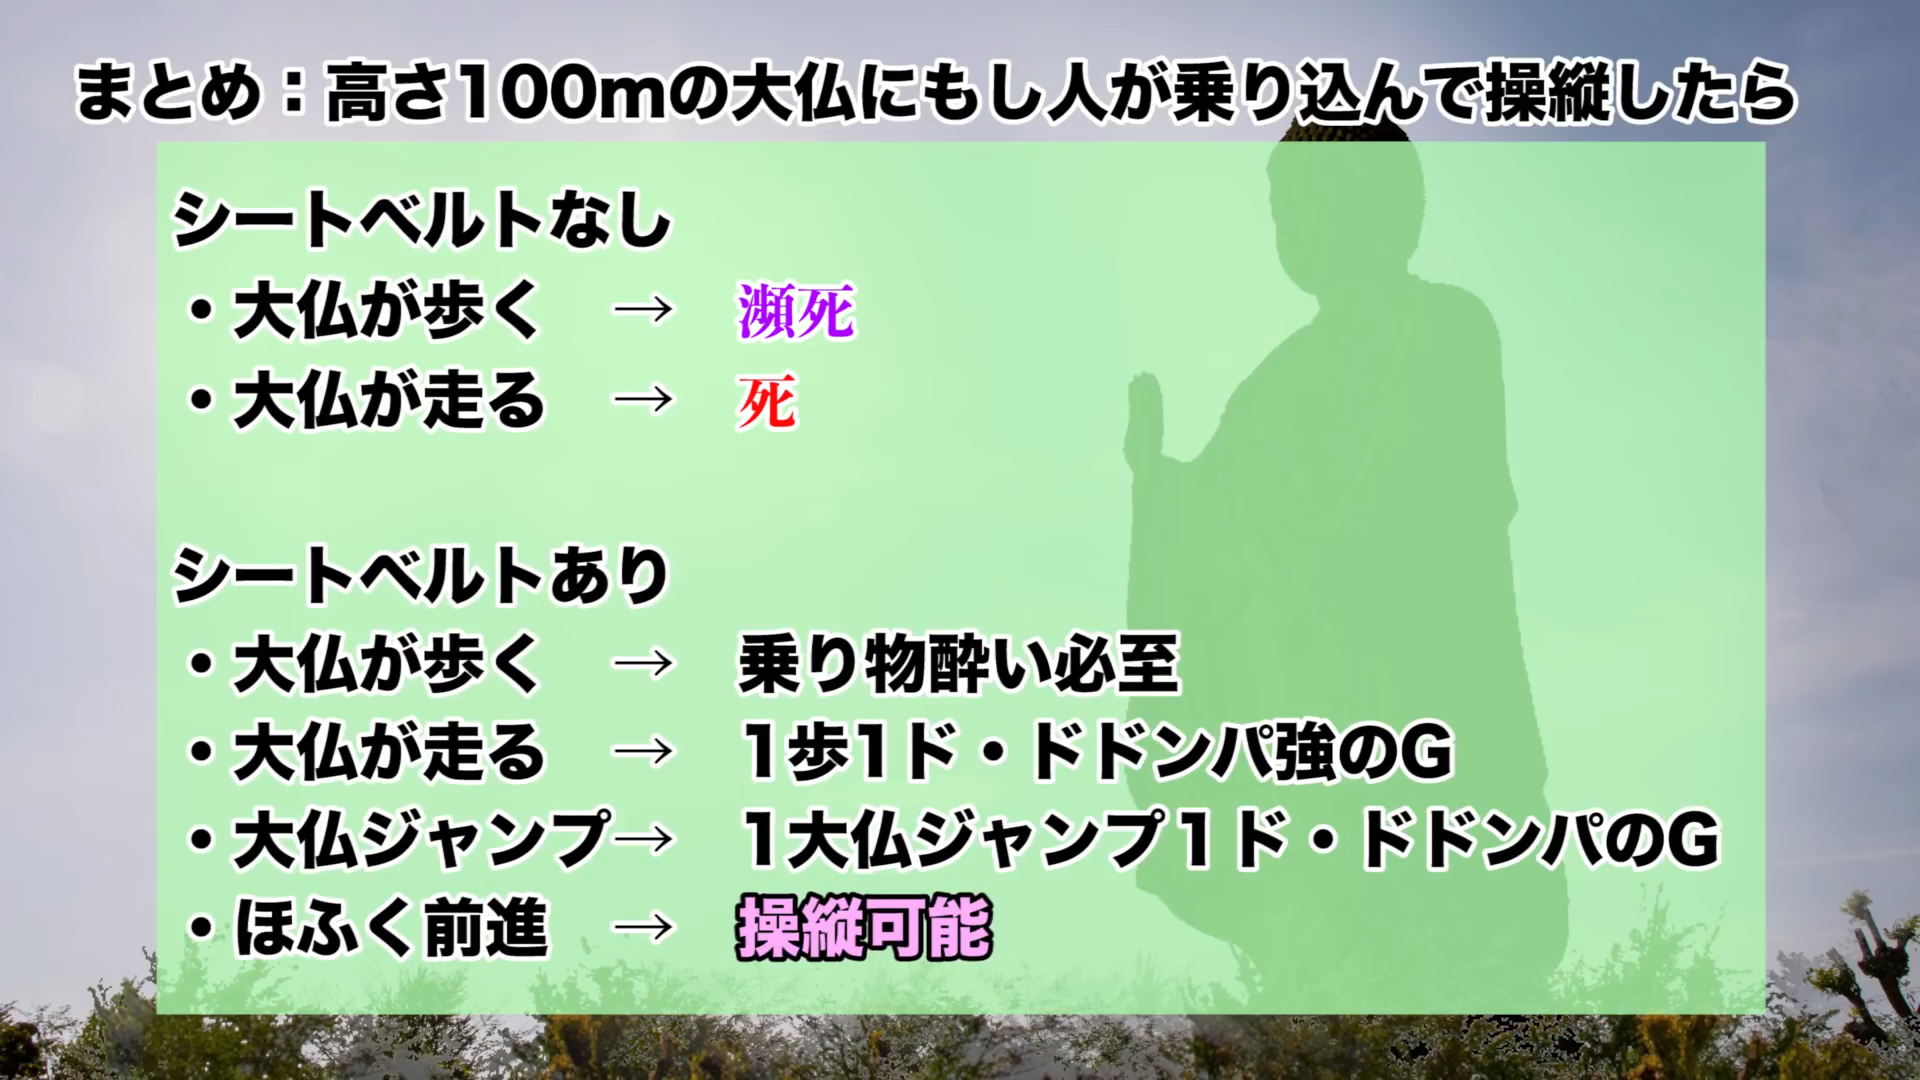 まとめ：高さ100mの大仏にもし人が乗り込んで操縦したら
シートベルトなし
・大仏が歩く　→　瀕死
・大仏が走る　→　死
シートベルトあり
・大仏が歩く　→　乗り物酔い必至
・大仏が走る　→　1歩1ド・ドドンパ強のG
・大仏ジャンプ→　1大仏ジャンプ1ド・ドドンパのG
・ほふく前進　→　操縦可能